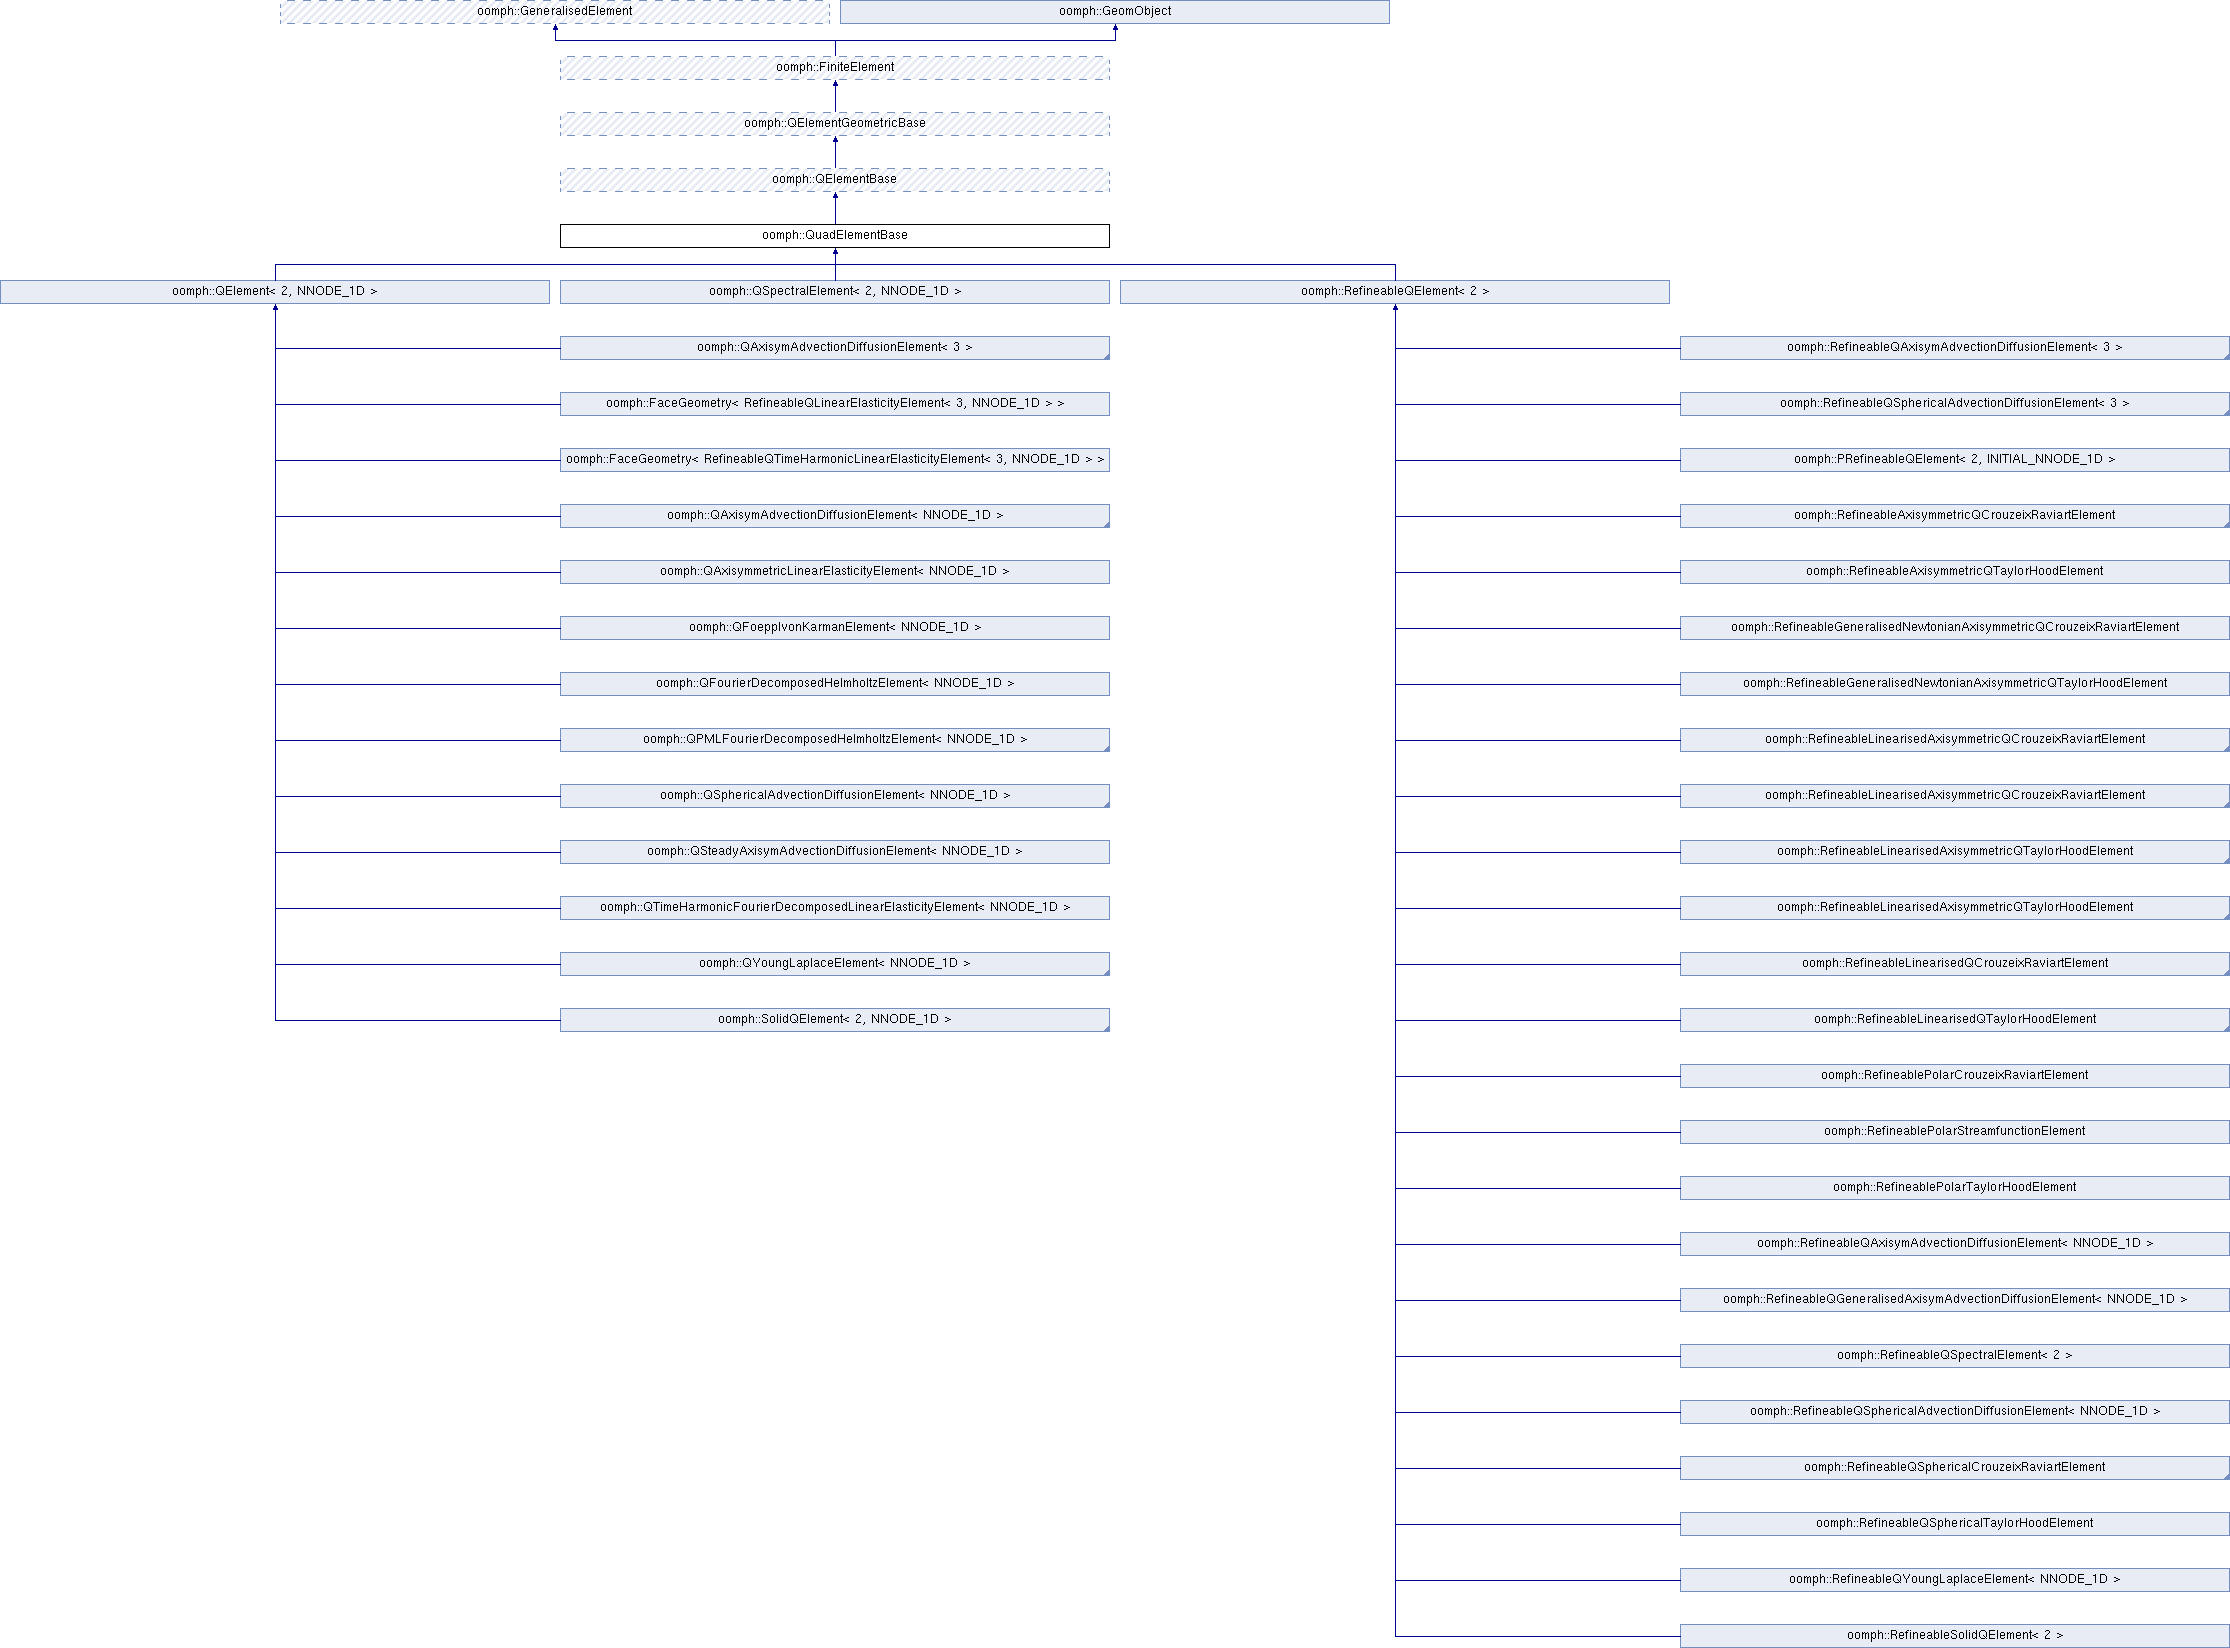 oomph::GeneralisedElement
oomph::GeomObject
oomph::FiniteElement
oomph::QElementGeometricBase
oomph::QElementBase
oomph::QuadElementBase
oomph::QElement< 2, NNODE_1D >
oomph::QSpectralElement< 2, NNODE_1D >
oomph::RefineableQElement< 2 >
oomph::QAxisymAdvectionDiffusionElement< 3 >
oomph::FaceGeometry< RefineableQLinearElasticityElement< 3, NNODE_1D > >
oomph::FaceGeometry< RefineableQTimeHarmonicLinearElasticityElement< 3, NNODE_1D > >
oomph::QAxisymAdvectionDiffusionElement< NNODE_1D >
oomph::QAxisymmetricLinearElasticityElement< NNODE_1D >
oomph::QFoepplvonKarmanElement< NNODE_1D >
oomph::QFourierDecomposedHelmholtzElement< NNODE_1D >
oomph::QPMLFourierDecomposedHelmholtzElement< NNODE_1D >
oomph::QSphericalAdvectionDiffusionElement< NNODE_1D >
oomph::QSteadyAxisymAdvectionDiffusionElement< NNODE_1D >
oomph::QTimeHarmonicFourierDecomposedLinearElasticityElement< NNODE_1D >
oomph::QYoungLaplaceElement< NNODE_1D >
oomph::SolidQElement< 2, NNODE_1D >
oomph::RefineableQAxisymAdvectionDiffusionElement< 3 >
oomph::RefineableQSphericalAdvectionDiffusionElement< 3 >
oomph::PRefineableQElement< 2, INITIAL_NNODE_1D >
oomph::RefineableAxisymmetricQCrouzeixRaviartElement
oomph::RefineableAxisymmetricQTaylorHoodElement
oomph::RefineableGeneralisedNewtonianAxisymmetricQCrouzeixRaviartElement
oomph::RefineableGeneralisedNewtonianAxisymmetricQTaylorHoodElement
oomph::RefineableLinearisedAxisymmetricQCrouzeixRaviartElement
oomph::RefineableLinearisedAxisymmetricQCrouzeixRaviartElement
oomph::RefineableLinearisedAxisymmetricQTaylorHoodElement
oomph::RefineableLinearisedAxisymmetricQTaylorHoodElement
oomph::RefineableLinearisedQCrouzeixRaviartElement
oomph::RefineableLinearisedQTaylorHoodElement
oomph::RefineablePolarCrouzeixRaviartElement
oomph::RefineablePolarStreamfunctionElement
oomph::RefineablePolarTaylorHoodElement
oomph::RefineableQAxisymAdvectionDiffusionElement< NNODE_1D >
oomph::RefineableQGeneralisedAxisymAdvectionDiffusionElement< NNODE_1D >
oomph::RefineableQSpectralElement< 2 >
oomph::RefineableQSphericalAdvectionDiffusionElement< NNODE_1D >
oomph::RefineableQSphericalCrouzeixRaviartElement
oomph::RefineableQSphericalTaylorHoodElement
oomph::RefineableQYoungLaplaceElement< NNODE_1D >
oomph::RefineableSolidQElement< 2 >